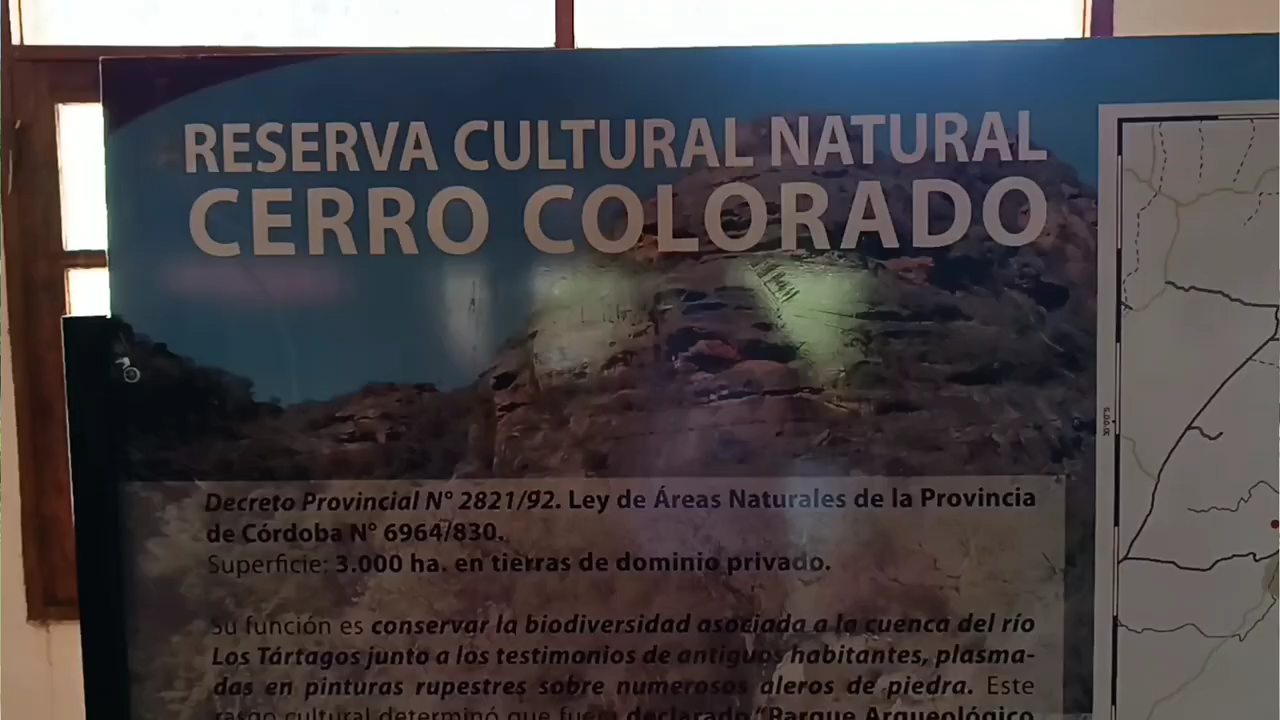 RESERVA CULTURAL NATURAL
CERRO COLORADO
Decreto Provincial N° 2821/92. Ley de Áreas Naturales de la Provincia
de Córdoba N° 6964/830.
Superficie: 3.000 ha. en tierras de dominio privado.
Su función es conservar la biodiversidad asociada a la cuenca del río
Los Tártagos junto a los testimonios de antiguos habitantes, plasma-
das en pinturas rupestres sobre numerosos aleros de piedra. Este
rasgo cultural determinó que fuera declarado "Parque Arqueológico